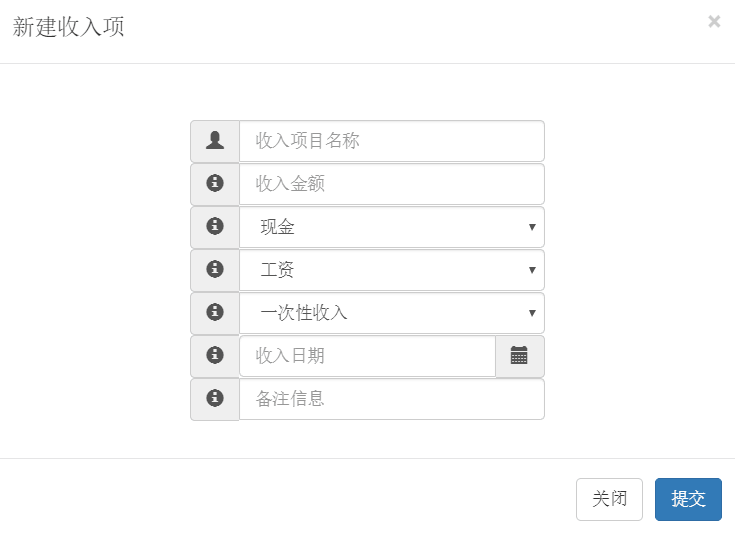 新建收入项
×
收入项目名称
收入金额
现金
工资
一次性收入
收入日期
备注信息
关闭 提交